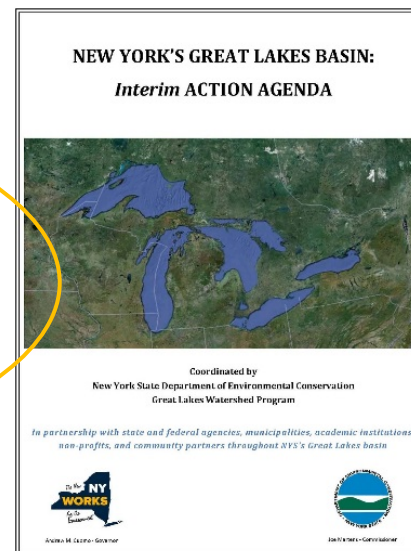 NEW YORK'S GREAT LAKES BASIN:
Interim ACTION AGENDA
Coordinated by
New York State Department of Environmental Conservation
Great Lakes Watershed Program
In partnership with state and federal agencies, municipalities, academic institutions,
non-profits, and community partners throughout NYS's Great Lakes basin
NY
WORKS
Andrew M. Cuomo - Governor
Joe Martens - Commissioner